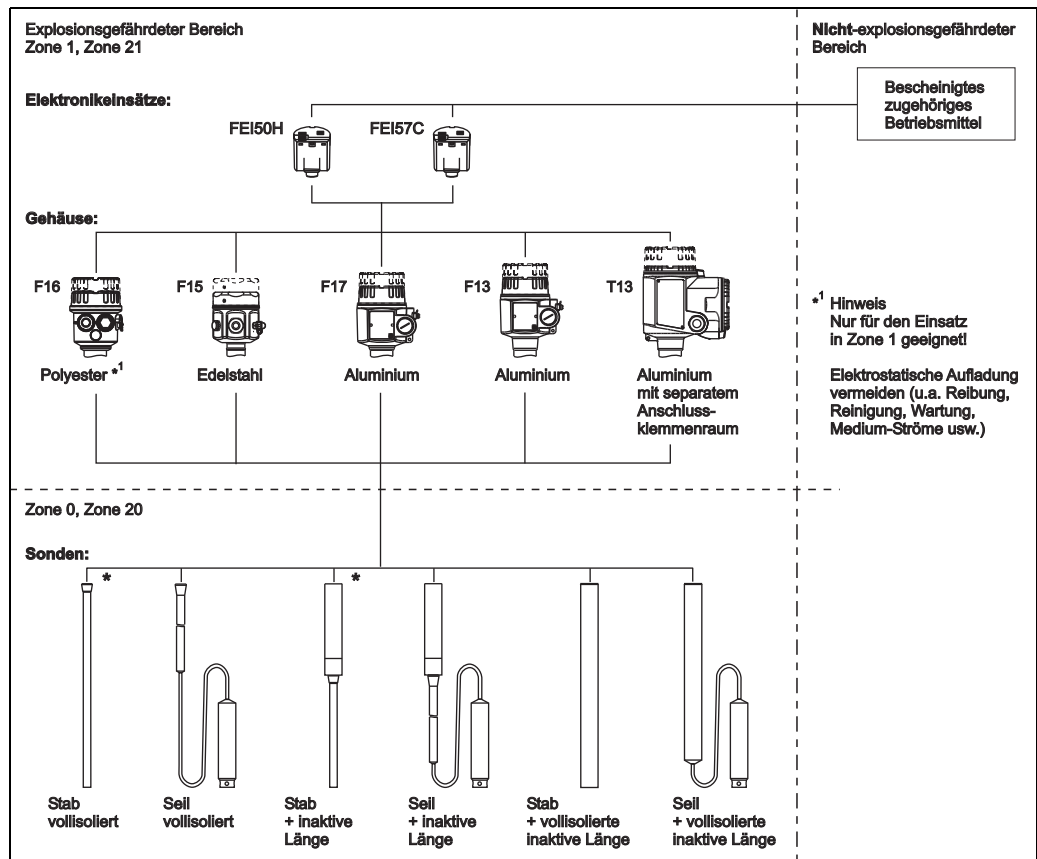 Explosionsgefährdeter Bereich
Zone 1, Zone 21
Nicht-explosionsgefährdeter
Bereich
Bescheinigtes
zugehöriges
Betriebsmittel
Elektronikeinsätze:
FEI50H
FEI57C
Gehäuse:
F16
F15
F17
F13
T13
Polyester *1
Edelstahl
Aluminium
Aluminium
Aluminium
mit separatem
Anschluss-
klemmenraum
*1 Hinweis
Nur für den Einsatz
in Zone 1 geeignet!
Elektrostatische Aufladung
vermeiden (u.a. Reibung,
Reinigung, Wartung,
Medium-Ströme usw.)
Zone 0, Zone 20
Sonden:
*
*
Stab
vollisoliert
Seil
vollisoliert
Stab
+ inaktive
Länge
Seil
+ inaktive
Länge
Stab
+ vollisolierte
inaktive Länge
Seil
+ vollisolierte
inaktive Länge